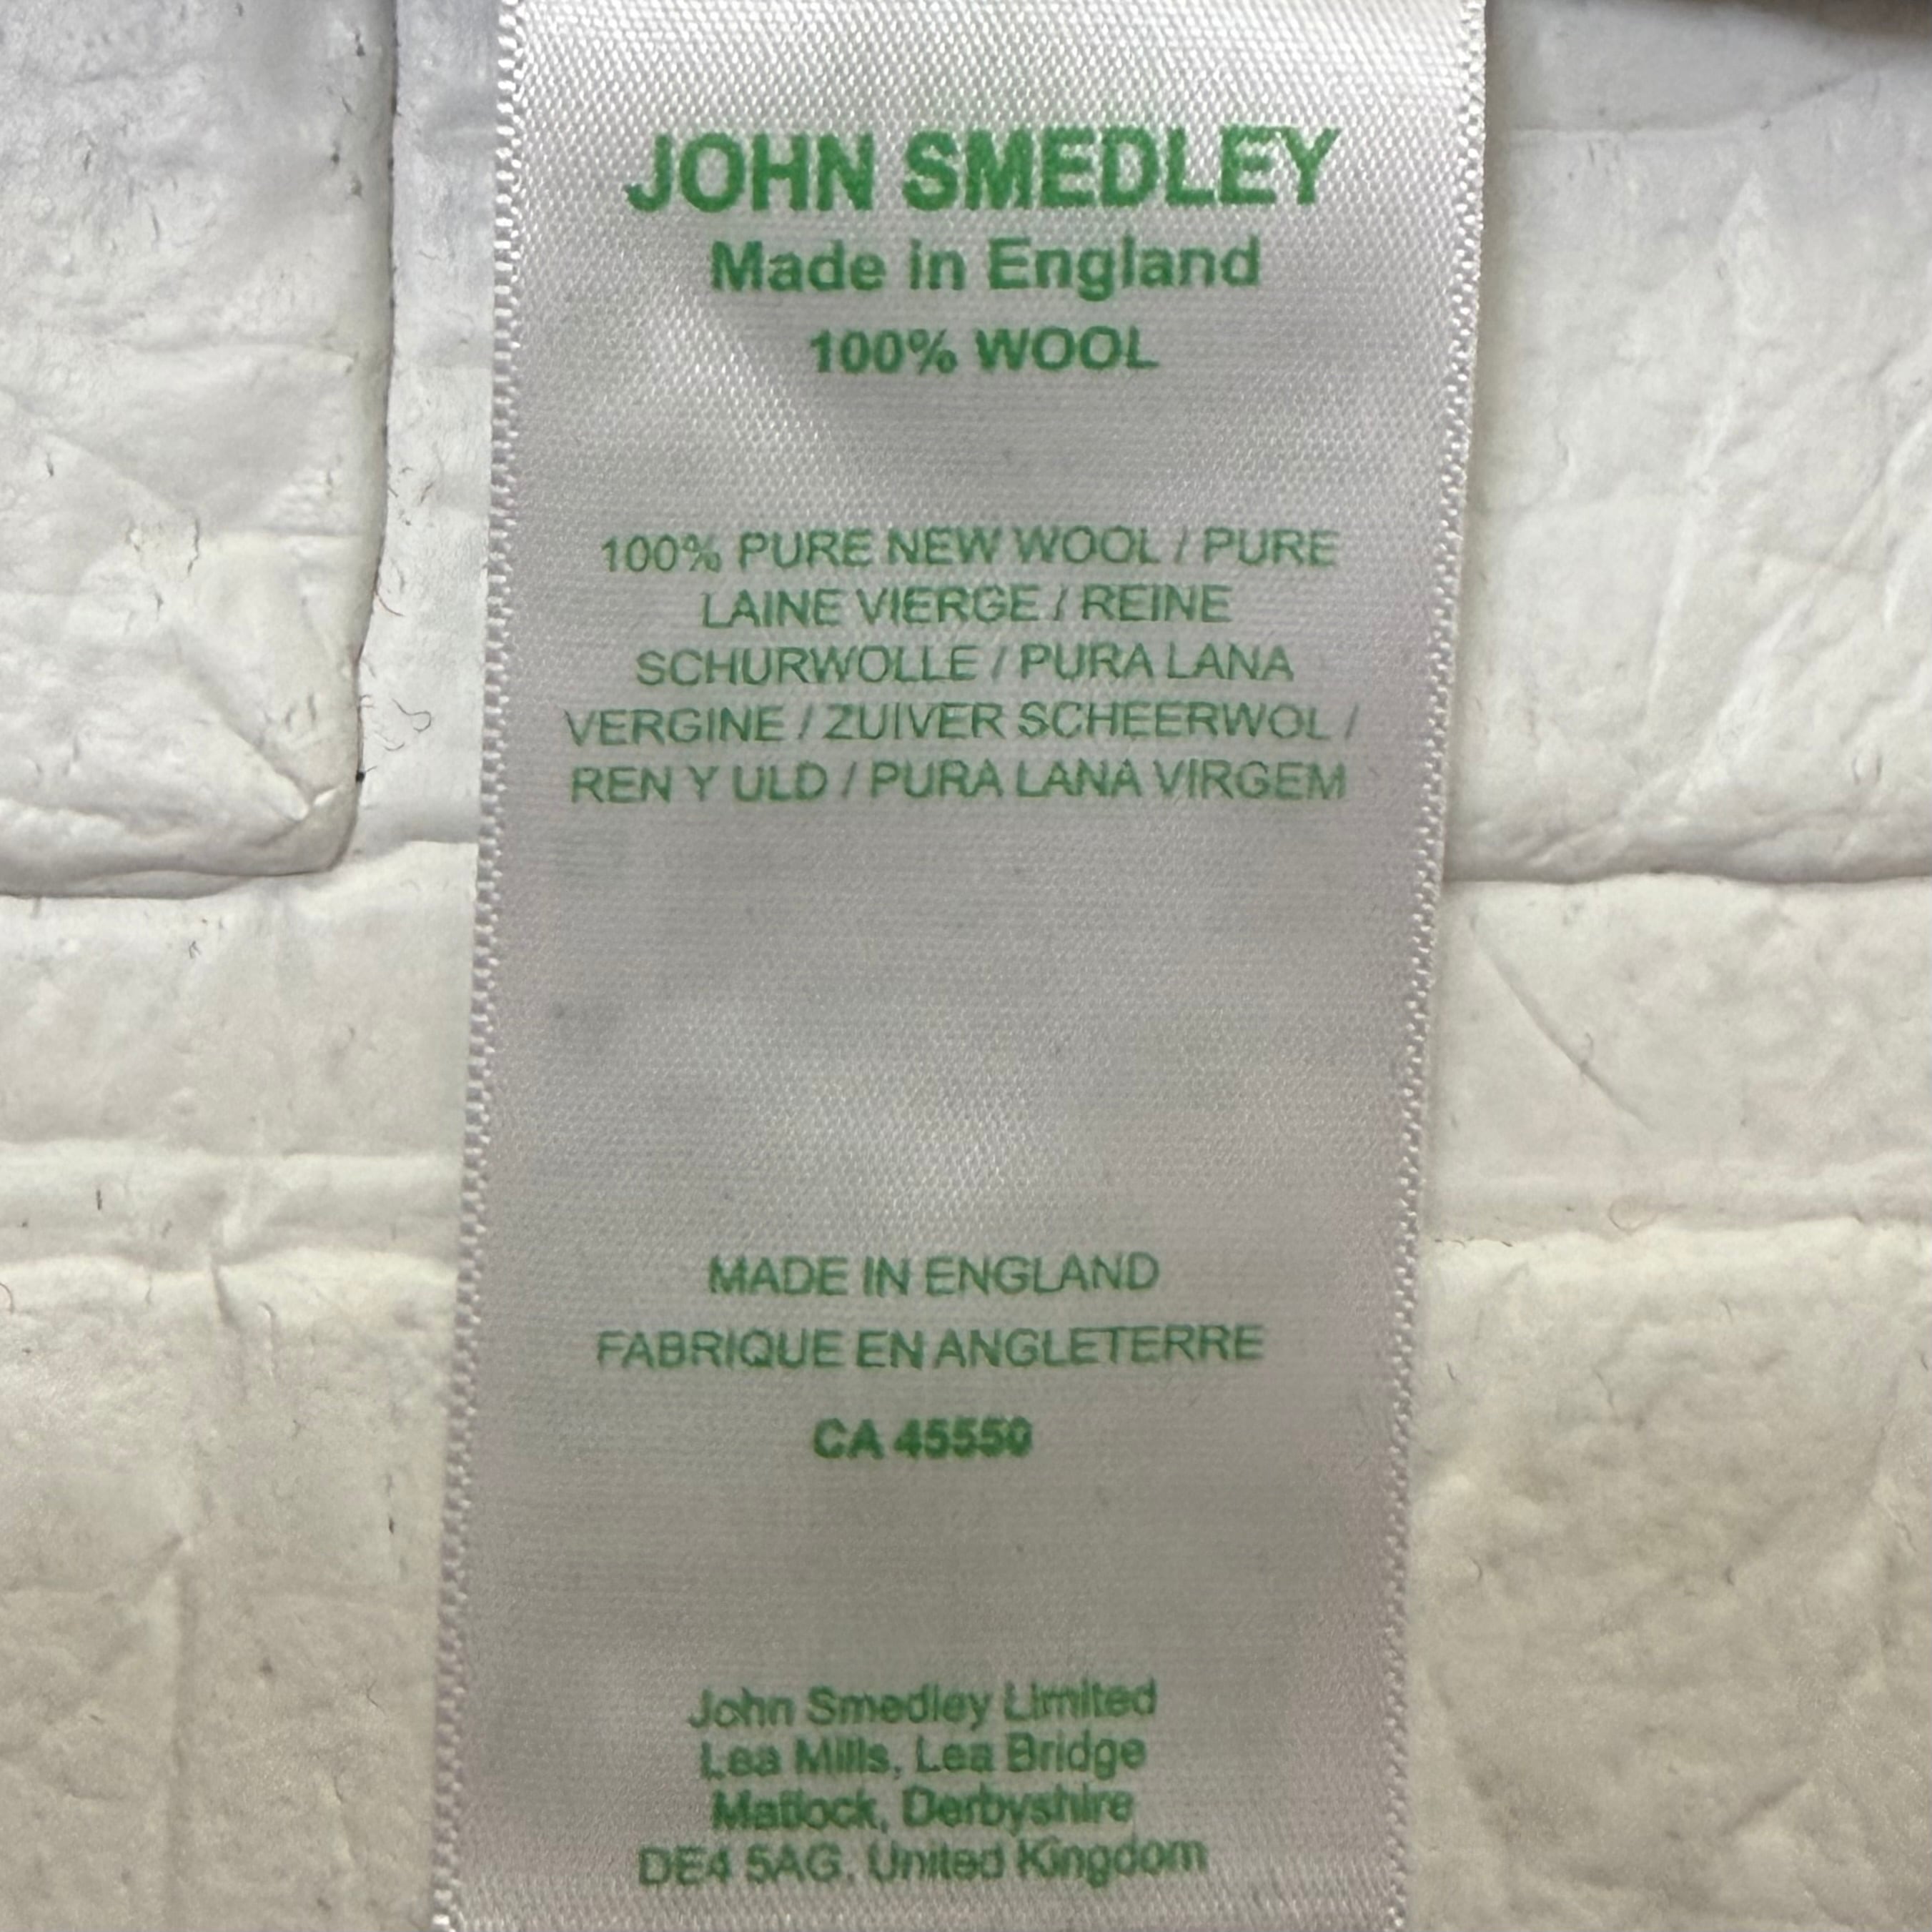 JOHN SMEDLEY
Made in England
100% WOOL
100% PURE NEW WOOL / PURE
LAINE VIERGE / REINE
SCHURWOLLE / PURA LANA
VERGINE / ZUIVER SCHEERWOL /
REN Y ULD / PURA LANA VIRGEM
MADE IN ENGLAND
FABRIQUE EN ANGLETERRE
CA 45550
John Smedley Limited
Lea Mills, Lea Bridge
Matlock, Derbyshire
DE4 5AG. United Kingdom